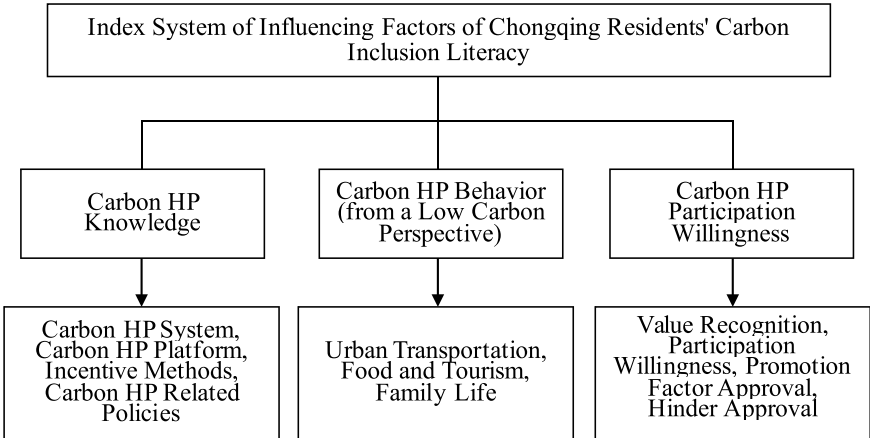 Index System of Influencing Factors of Chongqing Residents' Carbon
Inclusion Literacy
Carbon HP
Knowledge
Carbon HP Behavior
(from a Low Carbon
Perspective)
Carbon HP
Participation
Willingness
Carbon HP System,
Carbon HP Platform,
Incentive Methods,
Carbon HP Related
Policies
Urban Transportation,
Food and Tourism,
Family Life
Value Recognition,
Participation
Willingness, Promotion
Factor Approval,
Hinder Approval